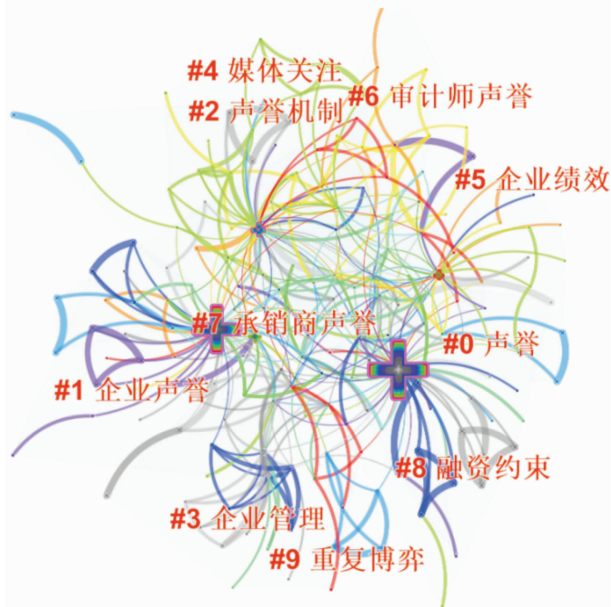 #4 媒体关注
#2 声誉机制
#6 审计师声誉
#5 企业绩效
#7 承销商声誉
#0 声誉
#1 企业声誉
#8 融资约束
#3 企业管理
#9 重复博弈